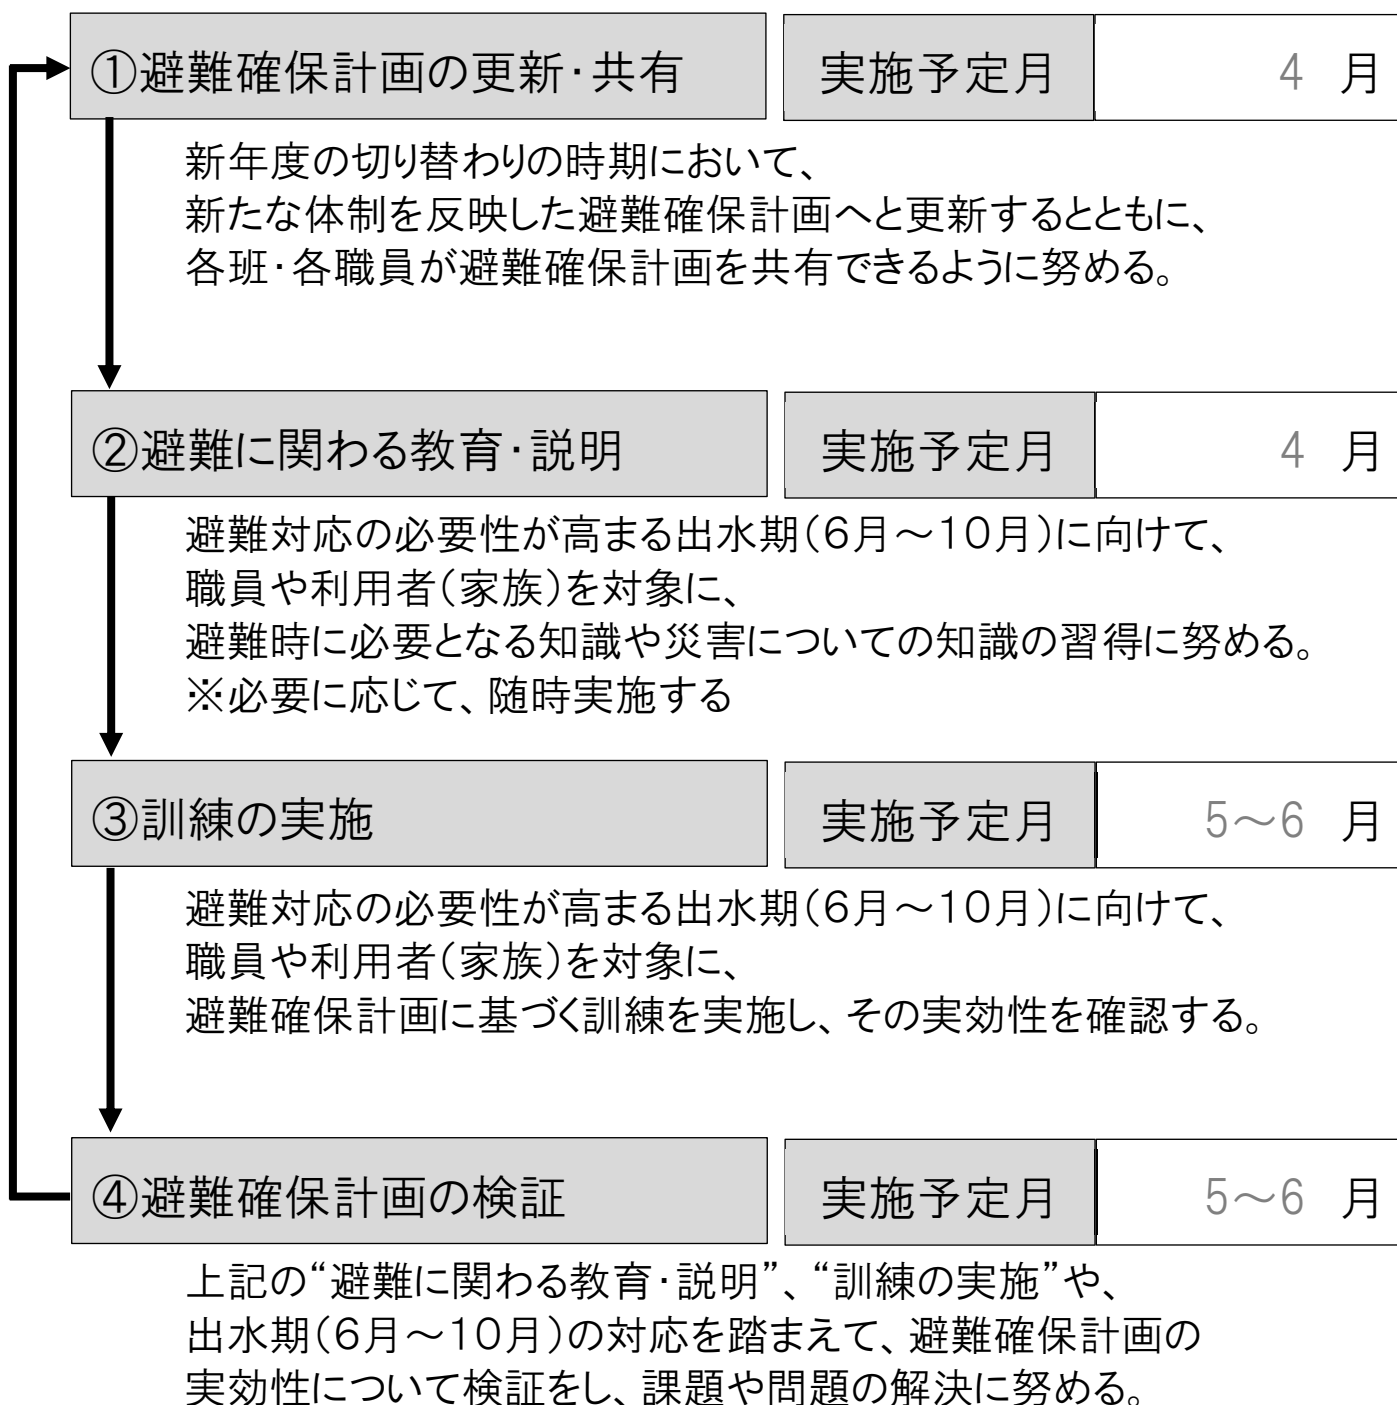 ①避難確保計画の更新・共有 実施予定月 4 月
新年度の切り替わりの時期において、
新たな体制を反映した避難確保計画へと更新するとともに、
各班・各職員が避難確保計画を共有できるように努める。
②避難に関わる教育・説明 実施予定月 4 月
避難対応の必要性が高まる出水期(6月～10月)に向けて、
職員や利用者(家族)を対象に、
避難時に必要となる知識や災害についての知識の習得に努める。
※必要に応じて、随時実施する
③訓練の実施 実施予定月 5～6 月
避難対応の必要性が高まる出水期(6月～10月)に向けて、
職員や利用者(家族)を対象に、
避難確保計画に基づく訓練を実施し、その実効性を確認する。
④避難確保計画の検証 実施予定月 5～6 月
上記の“避難に関わる教育・説明”、“訓練の実施”や、
出水期(6月～10月)の対応を踏まえて、避難確保計画の
実効性について検証をし、課題や問題の解決に努める。